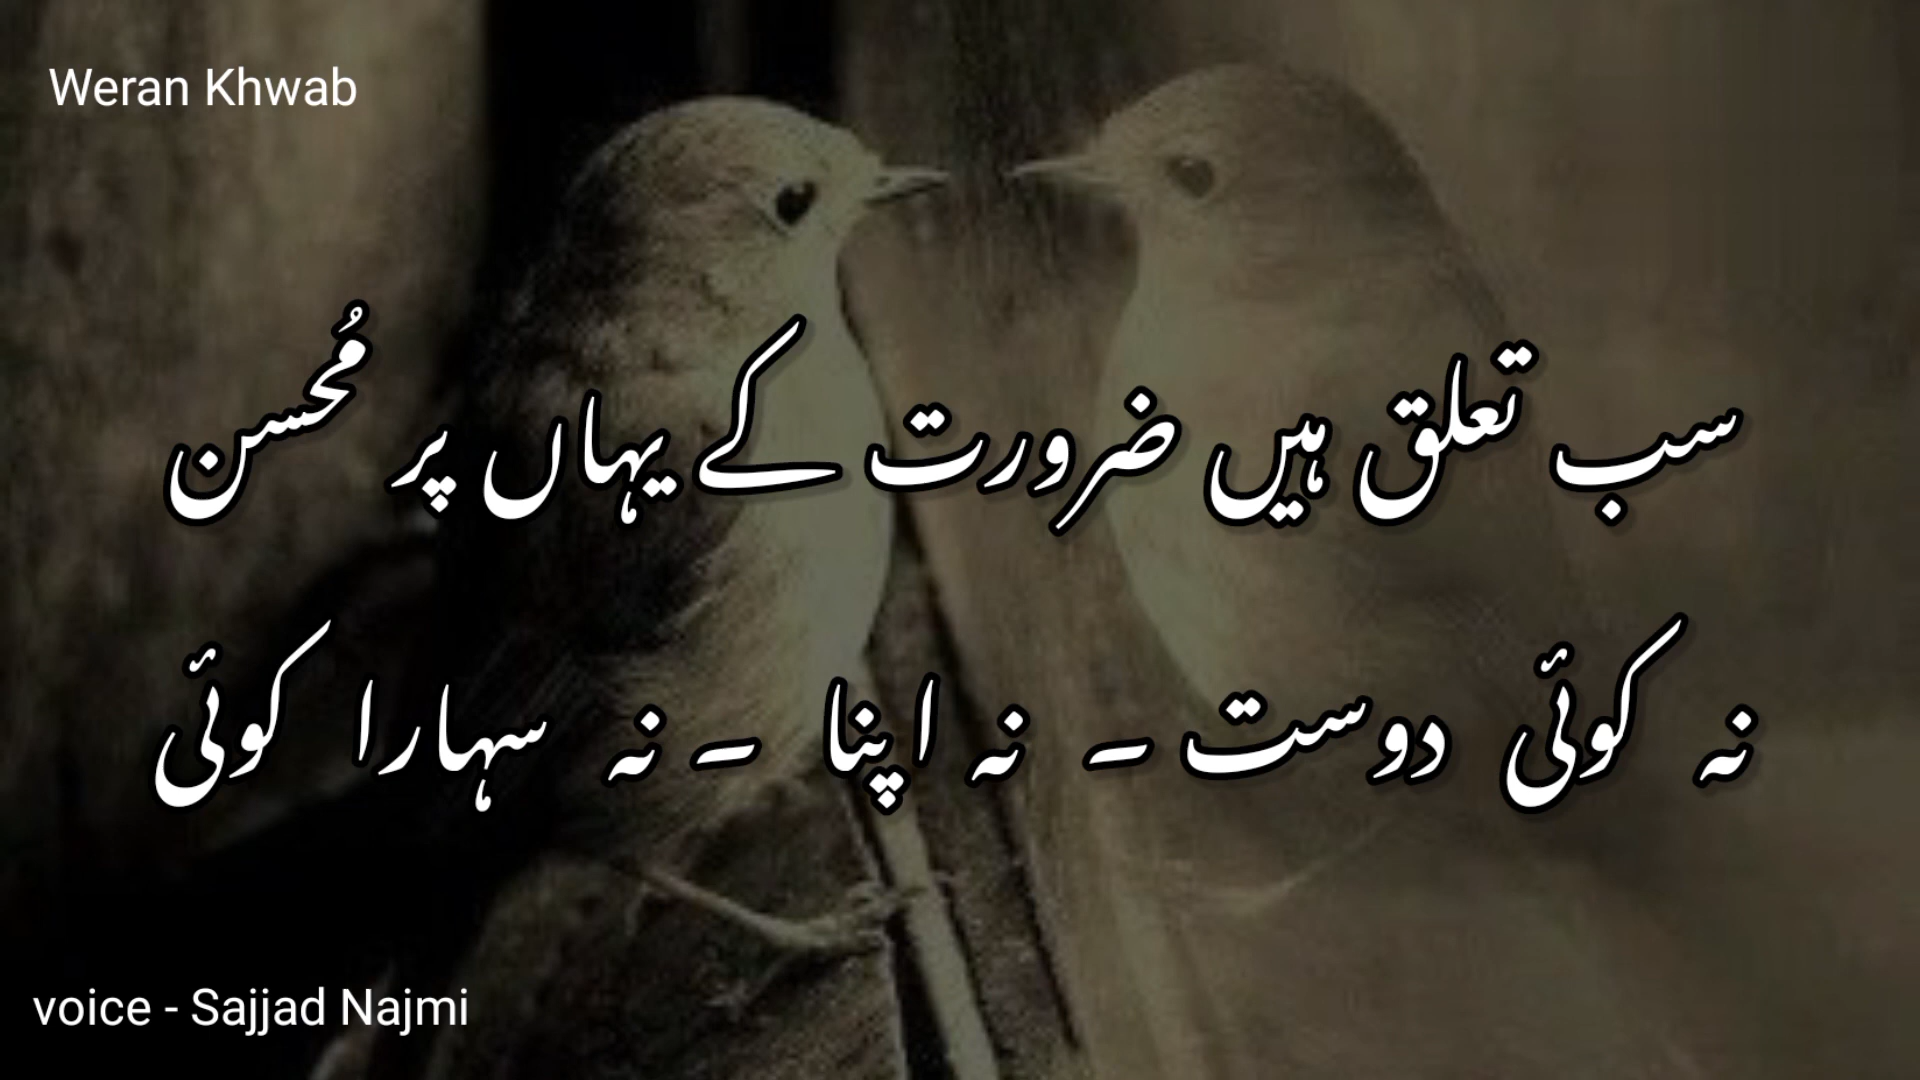 Weran Khwab
سب تعلق ہیں ضرورت کے یہاں پر مُحسن
نہ کوئی دوست ۔ نہ اپنا ۔ نہ سہارا کوئی
voice - Sajjad Najmi